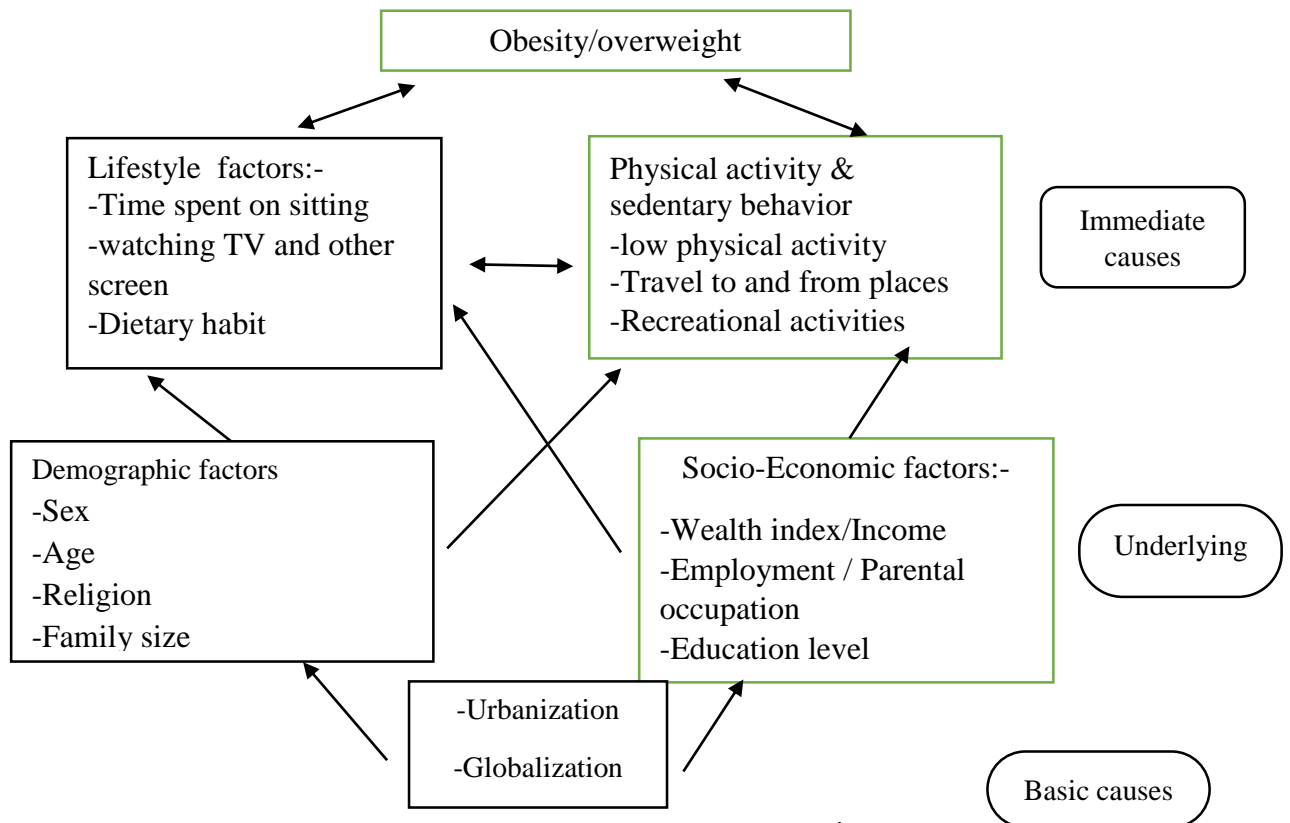 Obesity/overweight
Lifestyle factors:-
-Time spent on sitting
-watching TV and other
screen
-Dietary habit
Physical activity &
sedentary behavior
-low physical activity
-Travel to and from places
-Recreational activities
Immediate
causes
Demographic factors
-Sex
-Age
-Religion
-Family size
Socio-Economic factors:-
-Wealth index/Income
-Employment / Parental
occupation
-Education level
Underlying
-Urbanization
-Globalization
Basic causes